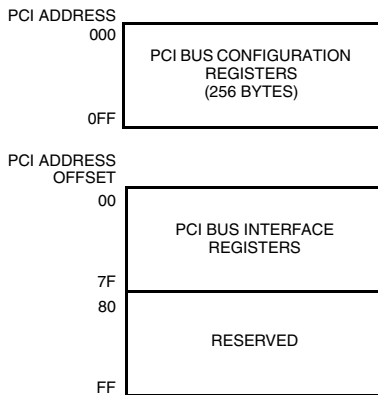 PCI ADDRESS
000
PCI BUS CONFIGURATION
REGISTERS
(256 BYTES)
0FF
PCI ADDRESS
OFFSET
00
PCI BUS INTERFACE
REGISTERS
7F
80
RESERVED
FF